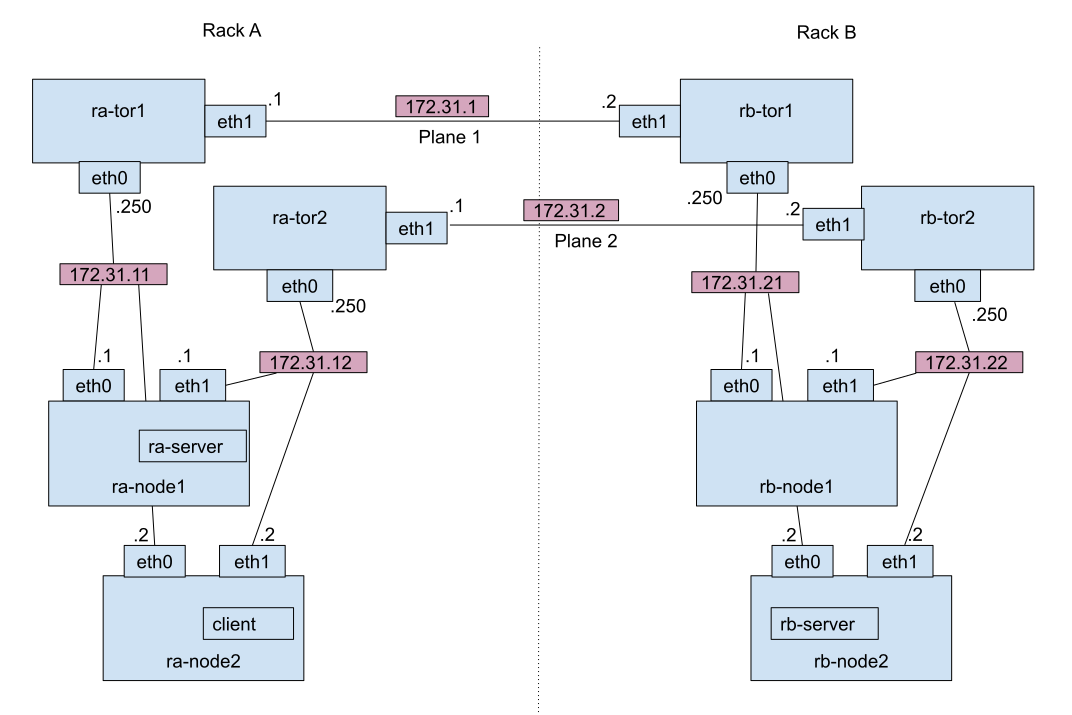 Rack A
Rack B
ra-tor1
eth1
.1
172.31.1
Plane 1
.2
eth1
rb-tor1
eth0
.250
eth0
.250
ra-tor2
eth1
.1
172.31.2
Plane 2
.2
eth1
rb-tor2
172.31.11
eth0
.250
172.31.21
eth0
.250
.1
.1
172.31.12
.1
.1
172.31.22
eth0
eth1
eth0
eth1
ra-server
ra-node1
rb-node1
.2
.2
.2
.2
eth0
eth1
eth0
eth1
client
rb-server
ra-node2
rb-node2